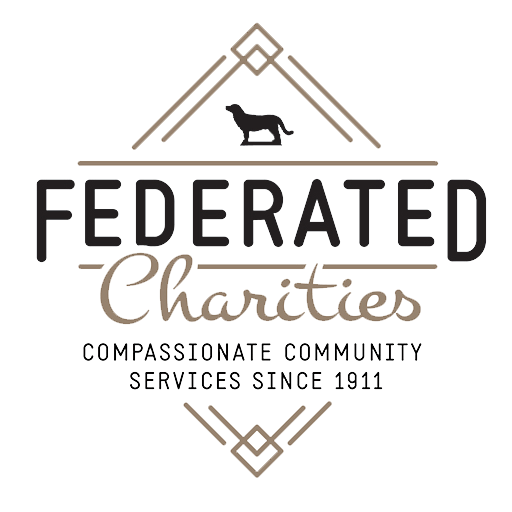 FEDERATED
Charities
COMPASSIONATE COMMUNITY
SERVICES SINCE 1911